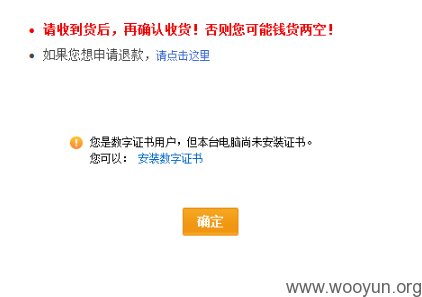 请收到货后，再确认收货！否则您可能钱货两空！
如果您想申请退款，请点击这里
您是数字证书用户，但本台电脑尚未安装证书。
您可以： 安装数字证书
确定
www.wooyun.org